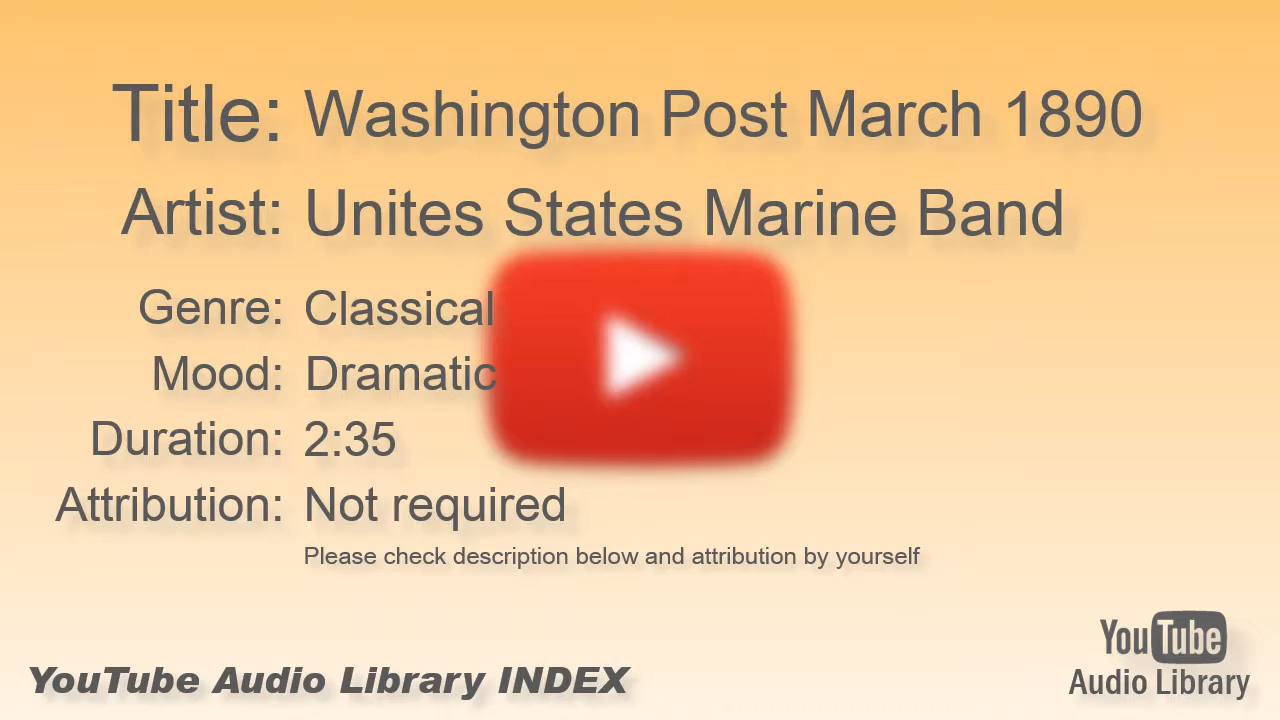 Title: Washington Post March 1890
Artist: Unites States Marine Band
Genre: Classical
Mood: Dramatic
Duration: 2:35
Attribution: Not required
Please check description below and attribution by yourself
YouTube Audio Library INDEX
YouTube
Audio Library